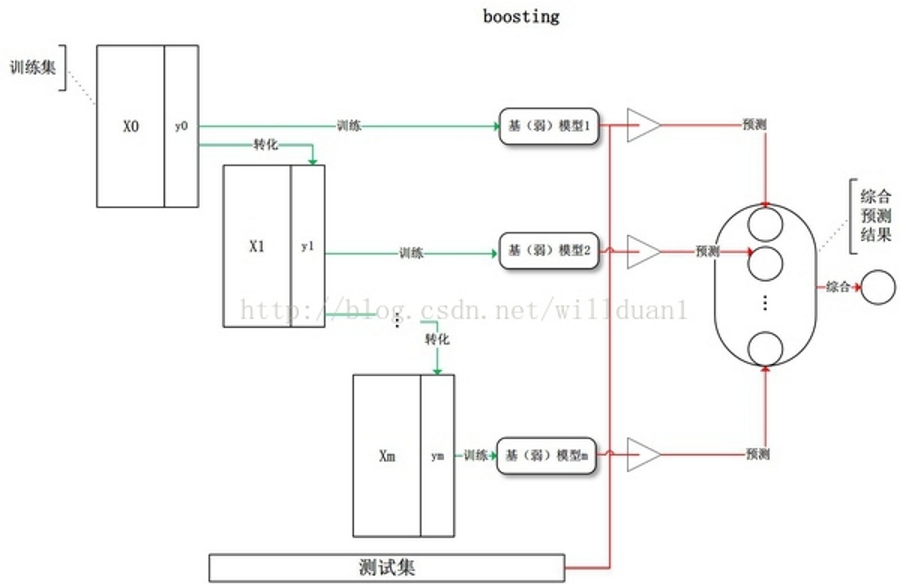 boosting
训练集
X0
y0
训练
基（弱）模型1
预测
转化
综合
预测
结果
X1
y1
训练
基（弱）模型2
预测
综合
http://blog.csdn.net/willduan1
⋮
⋮
转化
Xm
ym
训练
基（弱）模型m
预测
测试集